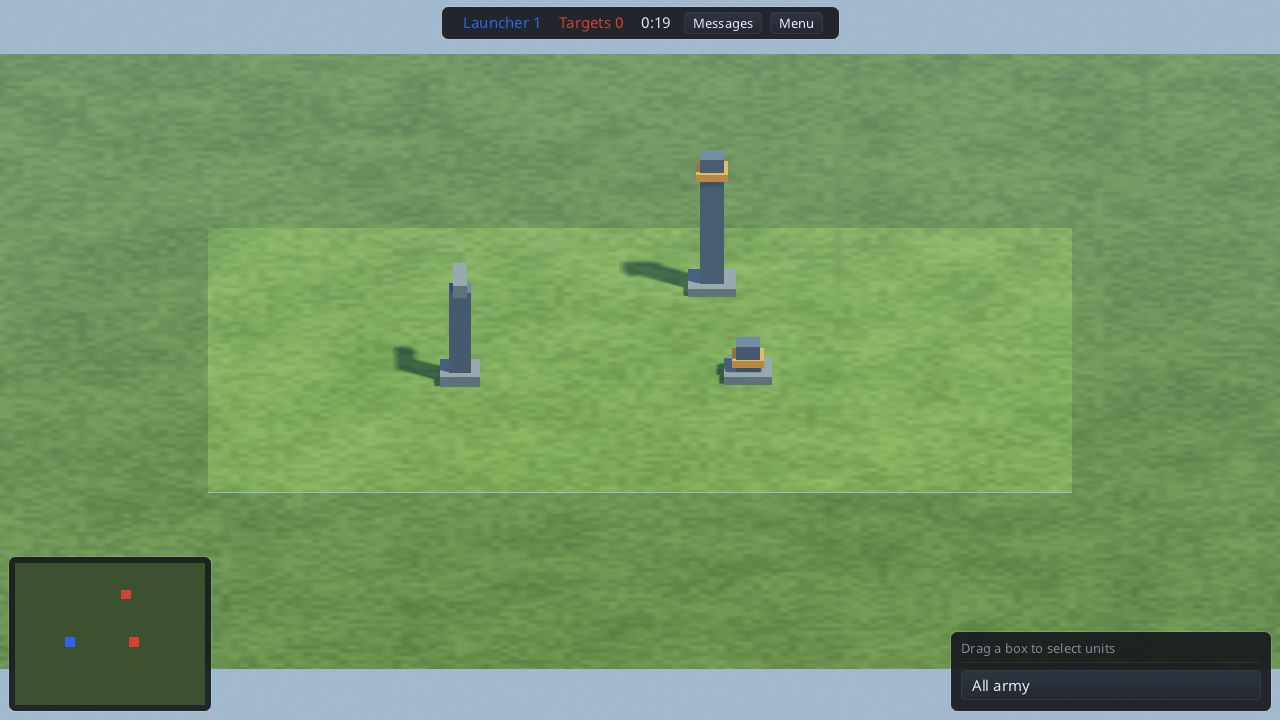 Launcher 1 Targets 0 0:19 Messages Menu
Drag a box to select units
All army